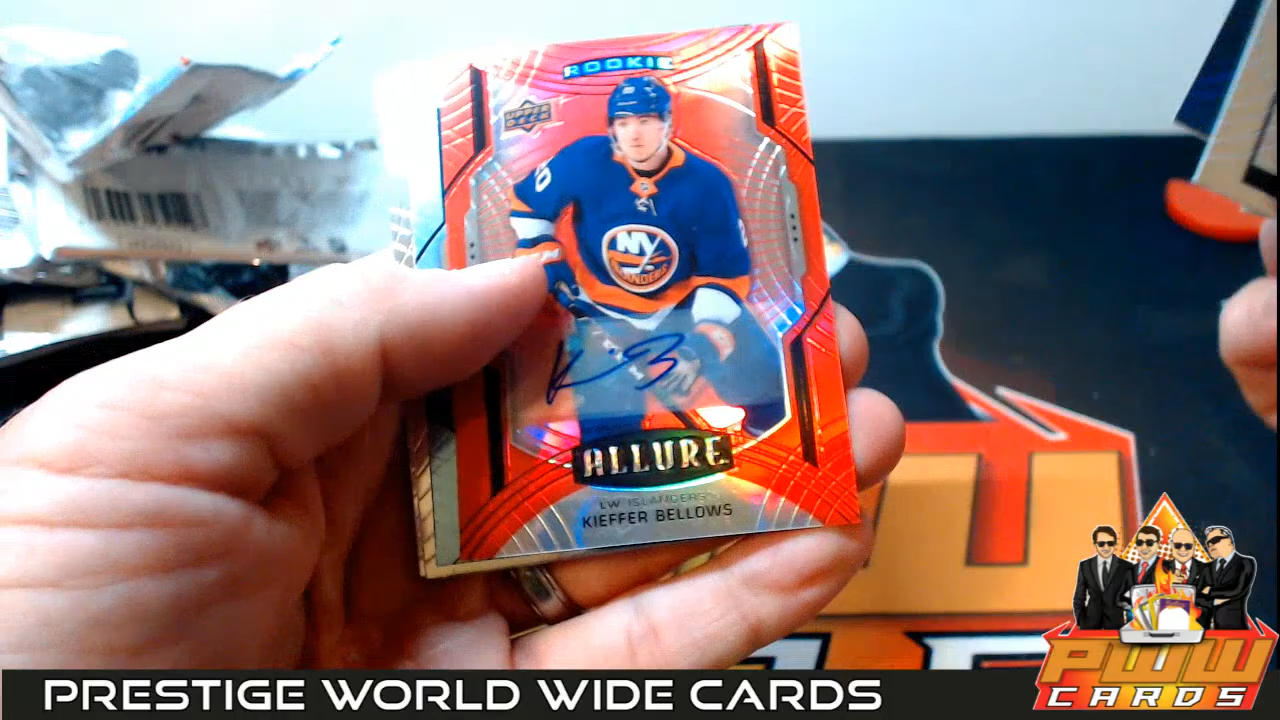 ROOKIE
UPPER
DECK
NY
ISLANDERS
ALLURE
LW ISLANDERS
KIEFFER BELLOWS
PWW
CARDS
PRESTIGE WORLD WIDE CARDS